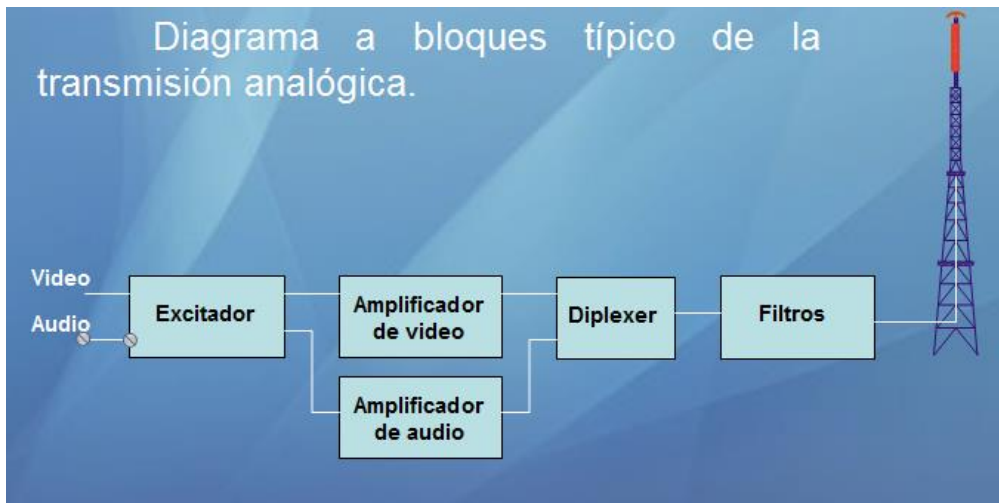 Diagrama a bloques típico de la
transmisión analógica.
Video
Audio
Excitador
Amplificador
de video
Amplificador
de audio
Diplexer
Filtros